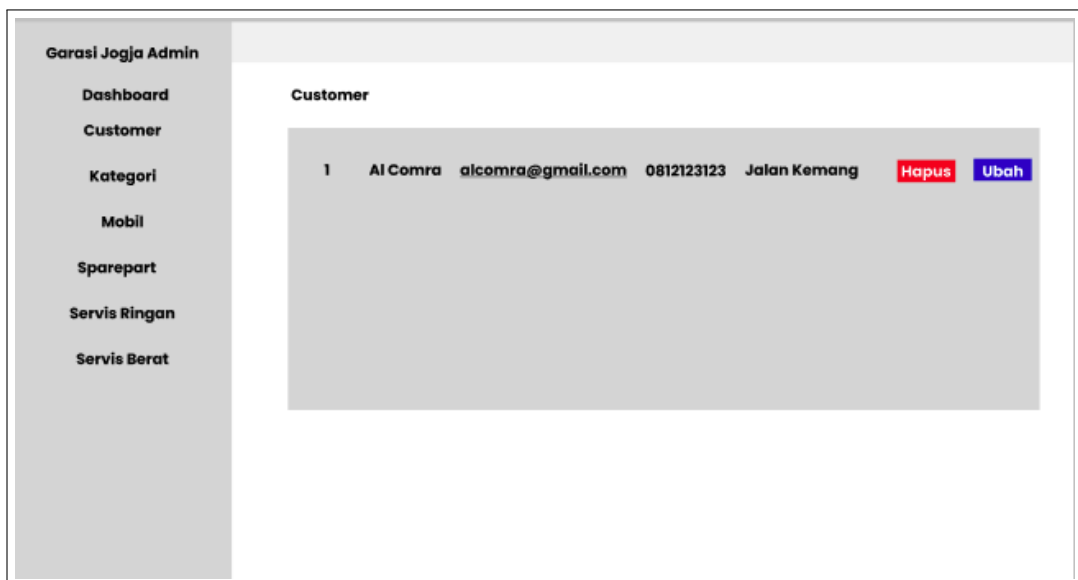 Garasi Jogja Admin
Dashboard
Customer
Kategori
Mobil
Sparepart
Servis Ringan
Servis Berat
Customer
1 Al Comra alcomra@gmail.com 0812123123 Jalan Kemang Hapus Ubah